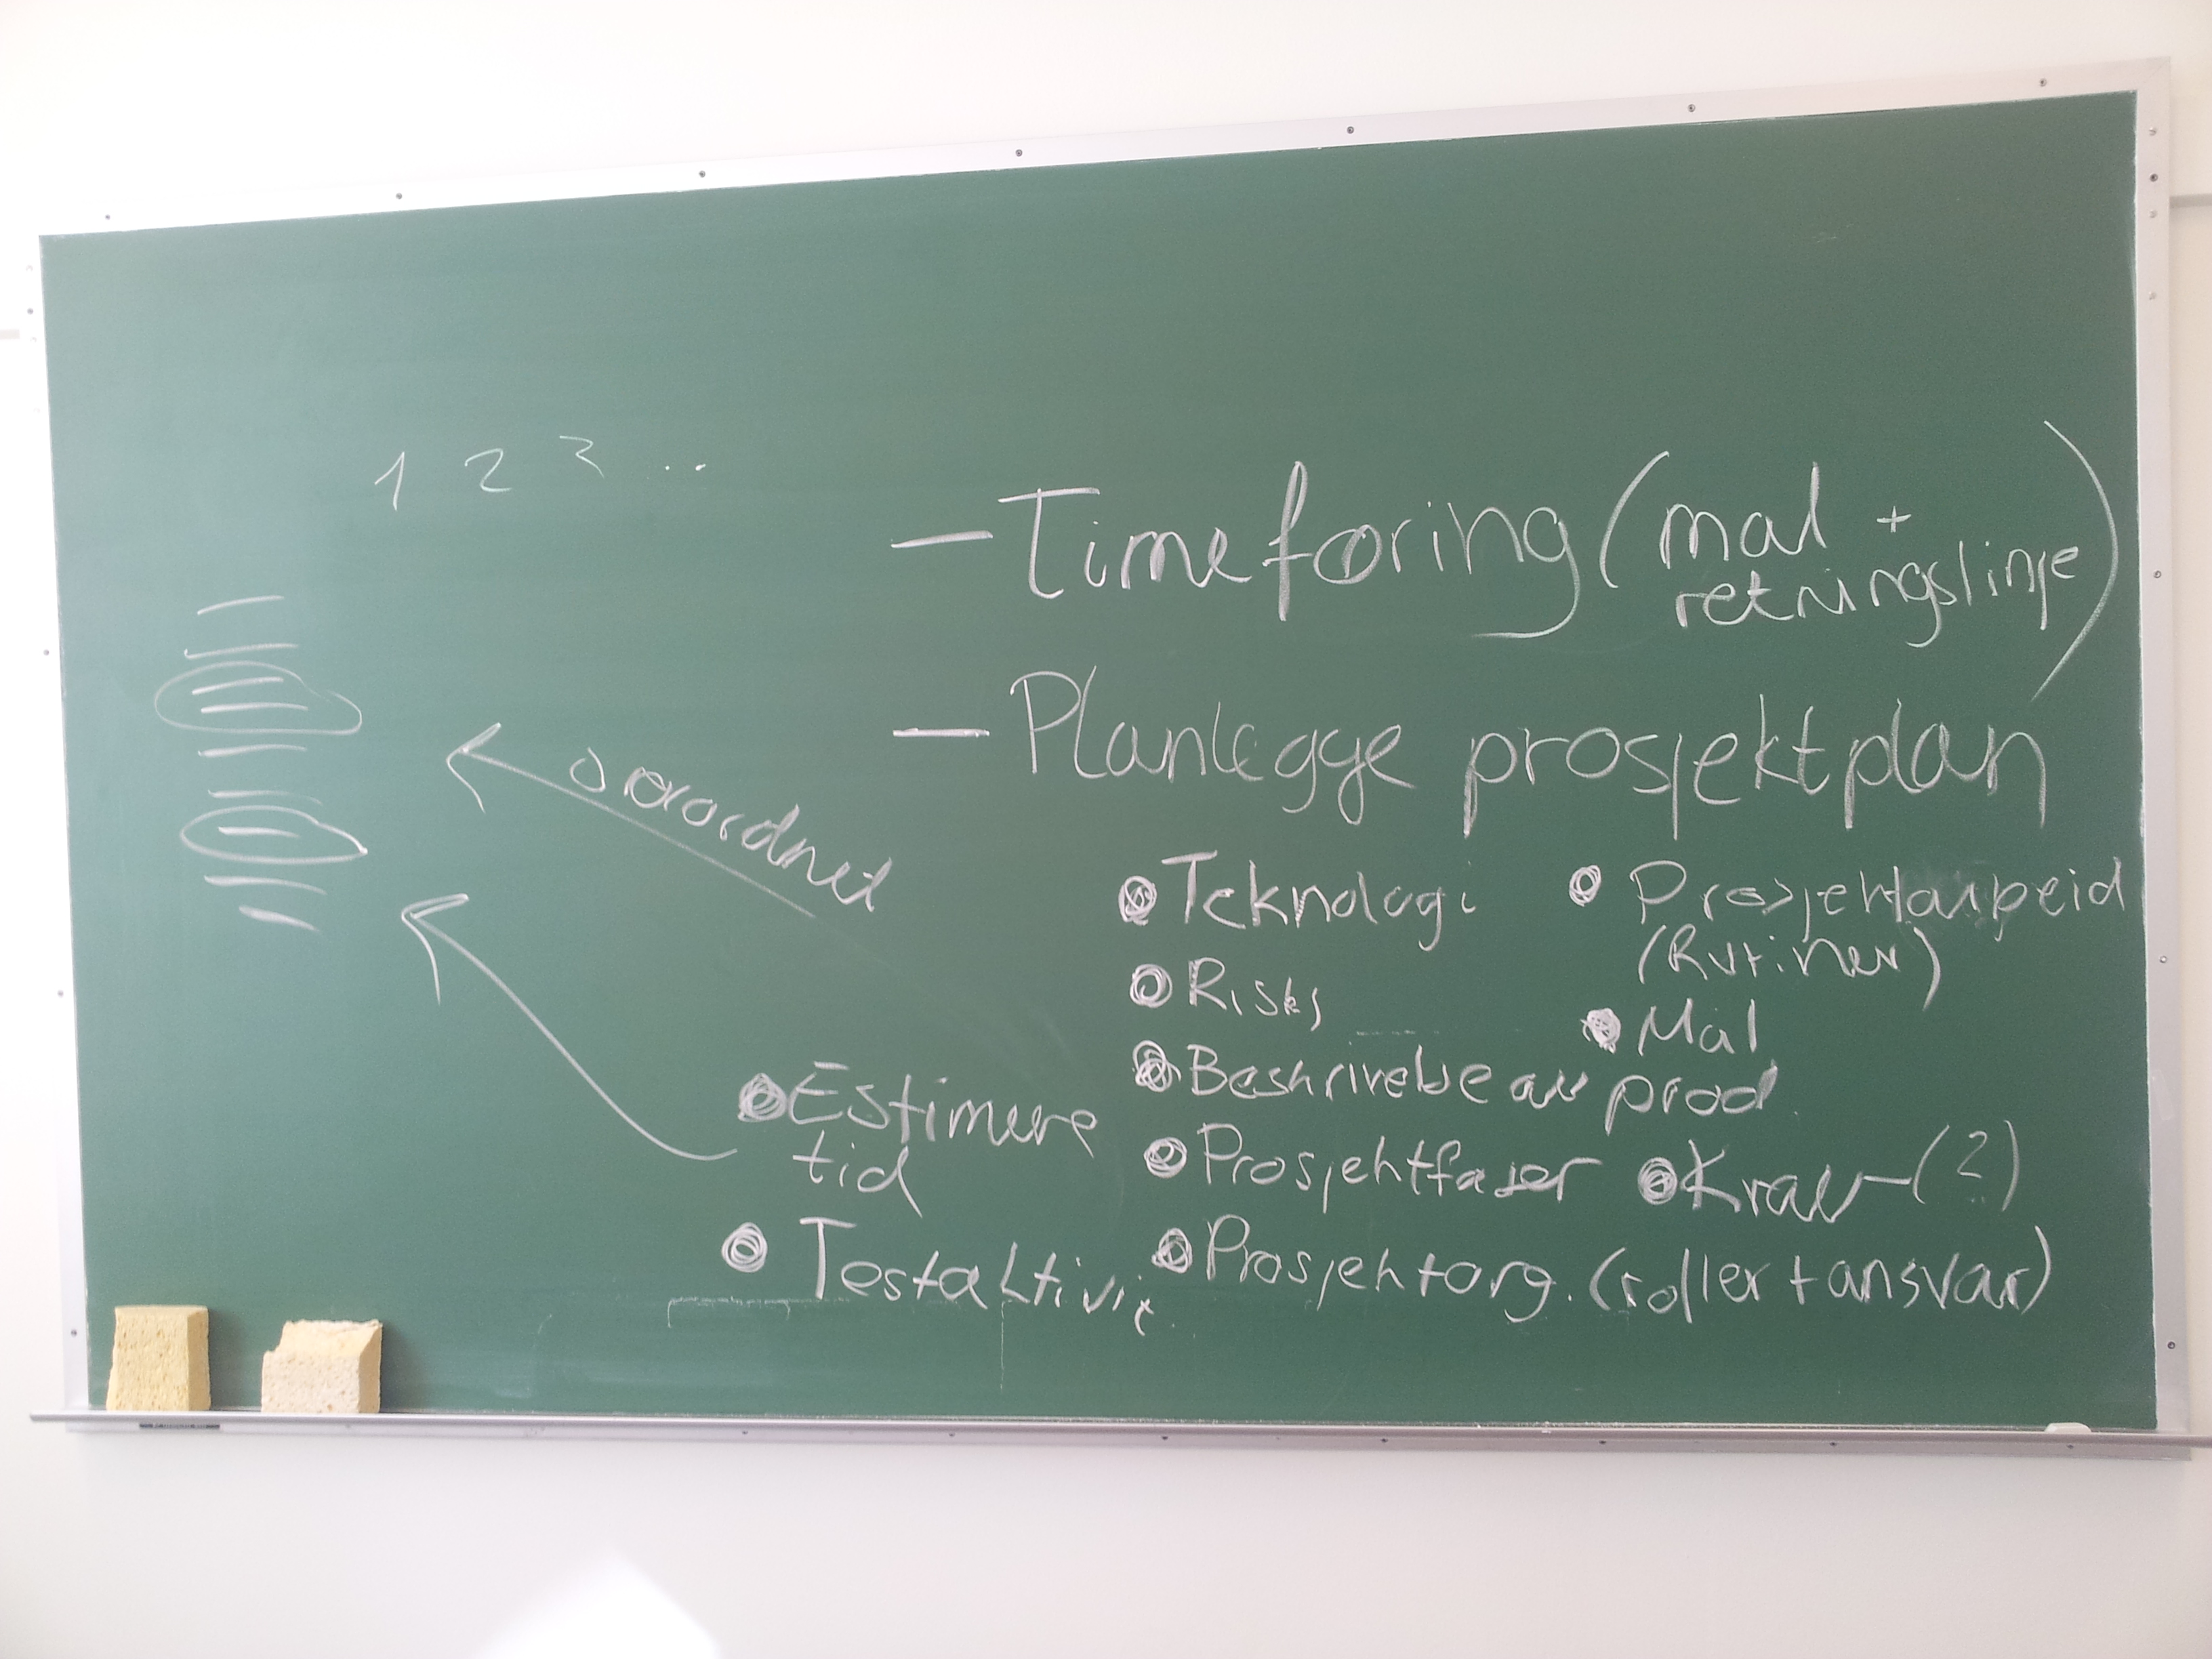 1 2 3 ..
- Timeføring (mal +
retningslinje)
- Planlegge prosjektplan
overordnet
• Teknologi
• Prosjektarbeid
(Rutiner)
• Risk
• Mål
• Beskrivelse av prod.
• Estimere
tid
• Prosjektfaser
• Krav - (?)
• Testaktivit.
• Prosjektorg. (roller + ansvar)